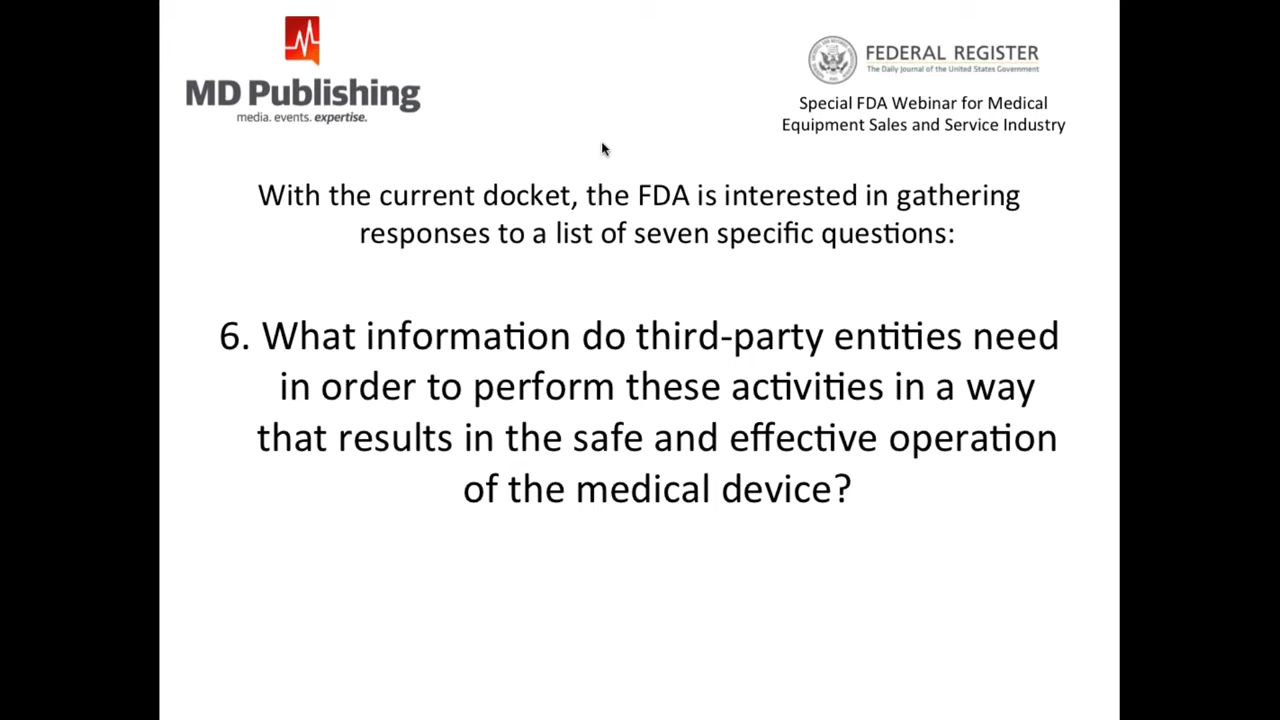 MD Publishing
media. events. expertise.
FEDERAL REGISTER
The Daily Journal of the United States Government
Special FDA Webinar for Medical
Equipment Sales and Service Industry
With the current docket, the FDA is interested in gathering
responses to a list of seven specific questions:
6. What information do third-party entities need
in order to perform these activities in a way
that results in the safe and effective operation
of the medical device?